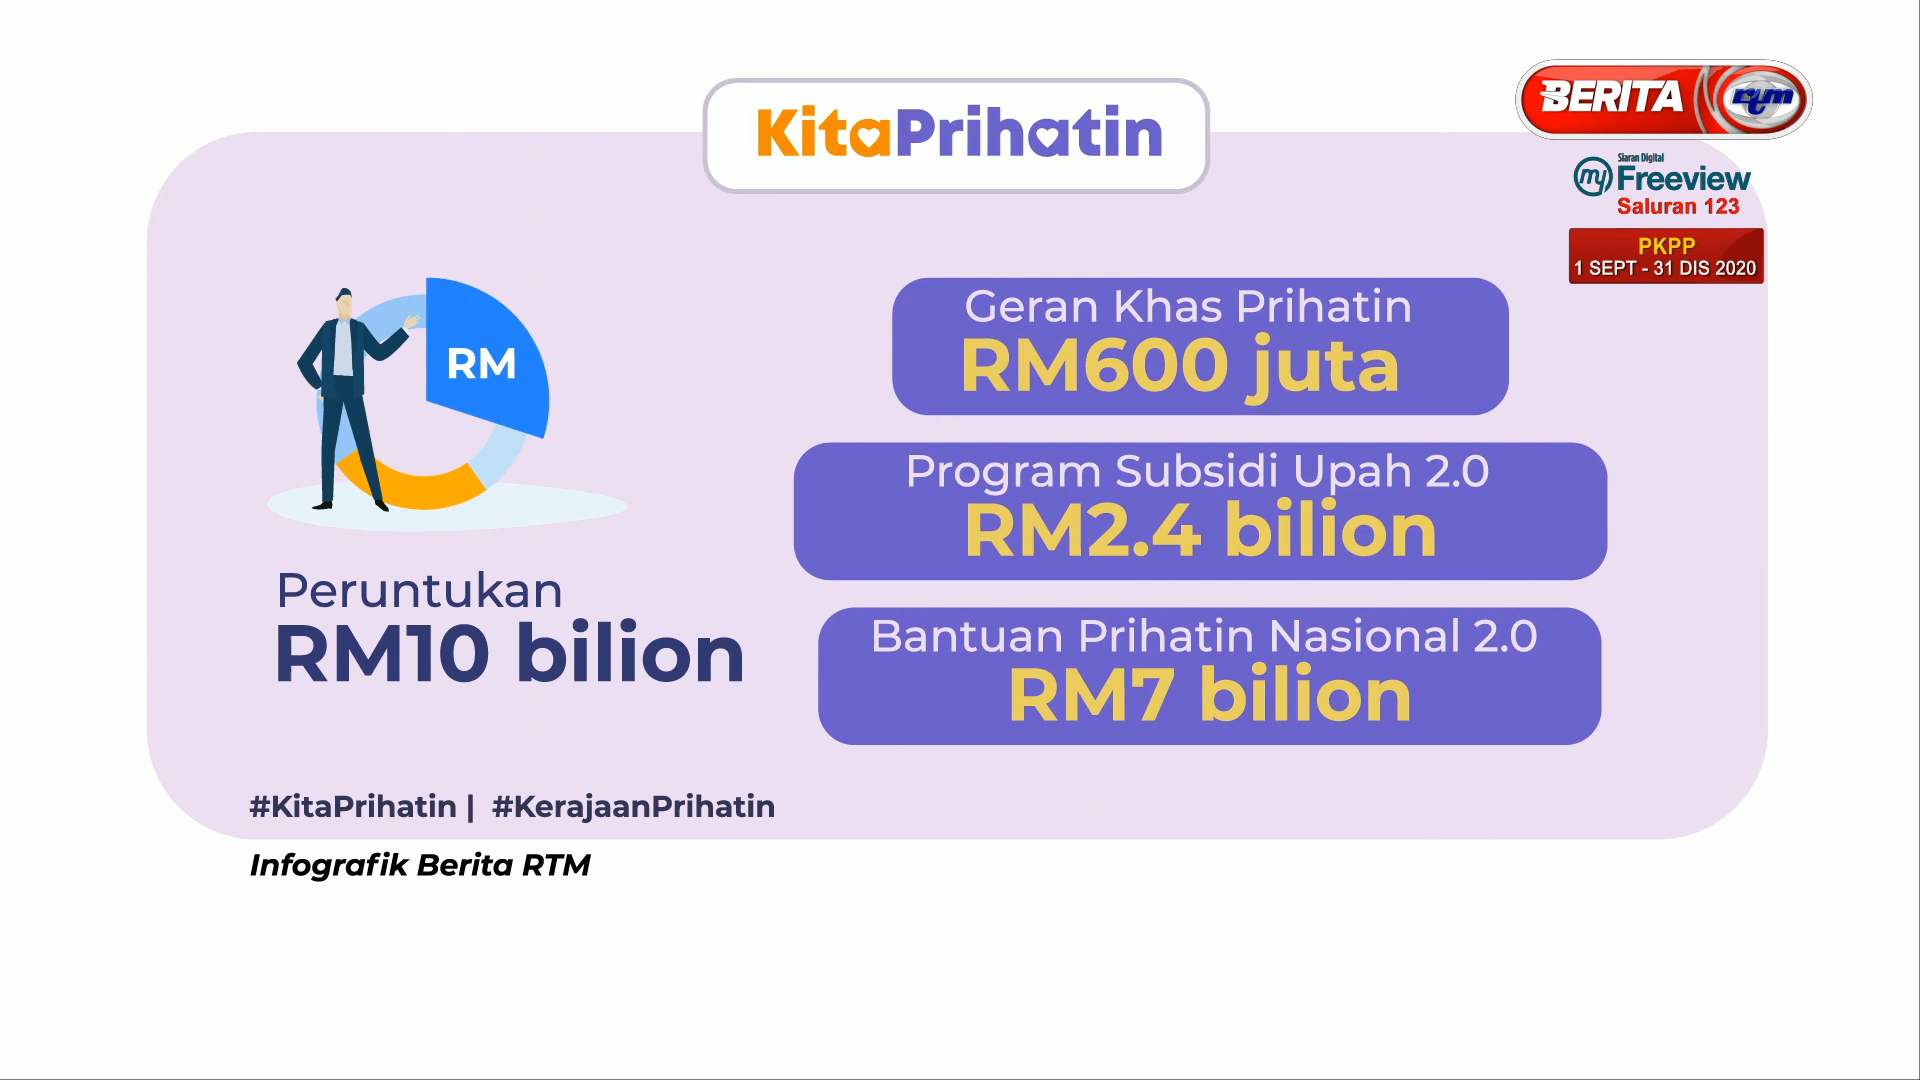 KitaPrihatin
BERITA rtm
Siaran Digital
my Freeview
Saluran 123
PKPP
1 SEPT - 31 DIS 2020
RM
Peruntukan
RM10 bilion
Geran Khas Prihatin
RM600 juta
Program Subsidi Upah 2.0
RM2.4 bilion
Bantuan Prihatin Nasional 2.0
RM7 bilion
#KitaPrihatin | #KerajaanPrihatin
Infografik Berita RTM